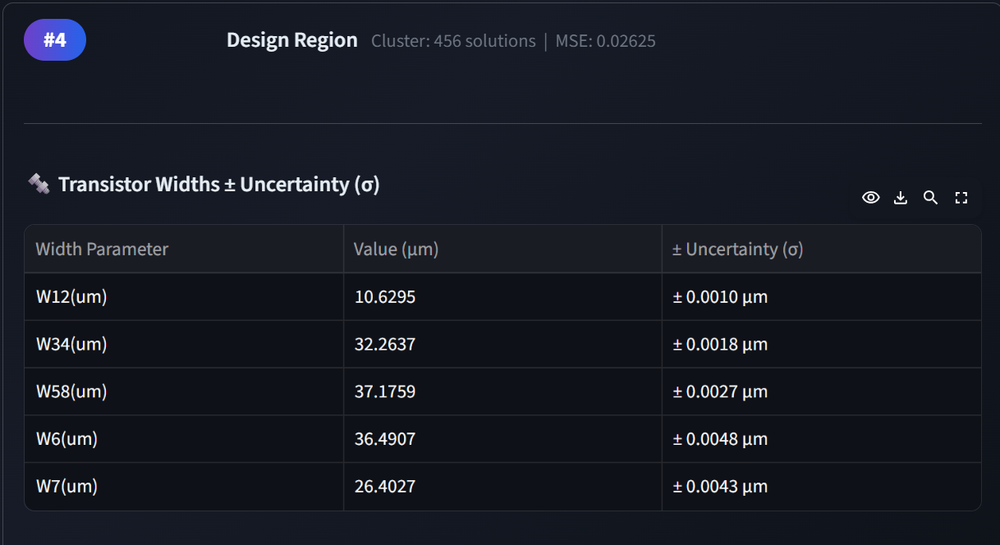 #4 Design Region Cluster: 456 solutions | MSE: 0.02625
Transistor Widths ± Uncertainty (σ)
Width Parameter Value (μm) ± Uncertainty (σ)
W12(um) 10.6295 ± 0.0010 μm
W34(um) 32.2637 ± 0.0018 μm
W58(um) 37.1759 ± 0.0027 μm
W6(um) 36.4907 ± 0.0048 μm
W7(um) 26.4027 ± 0.0043 μm